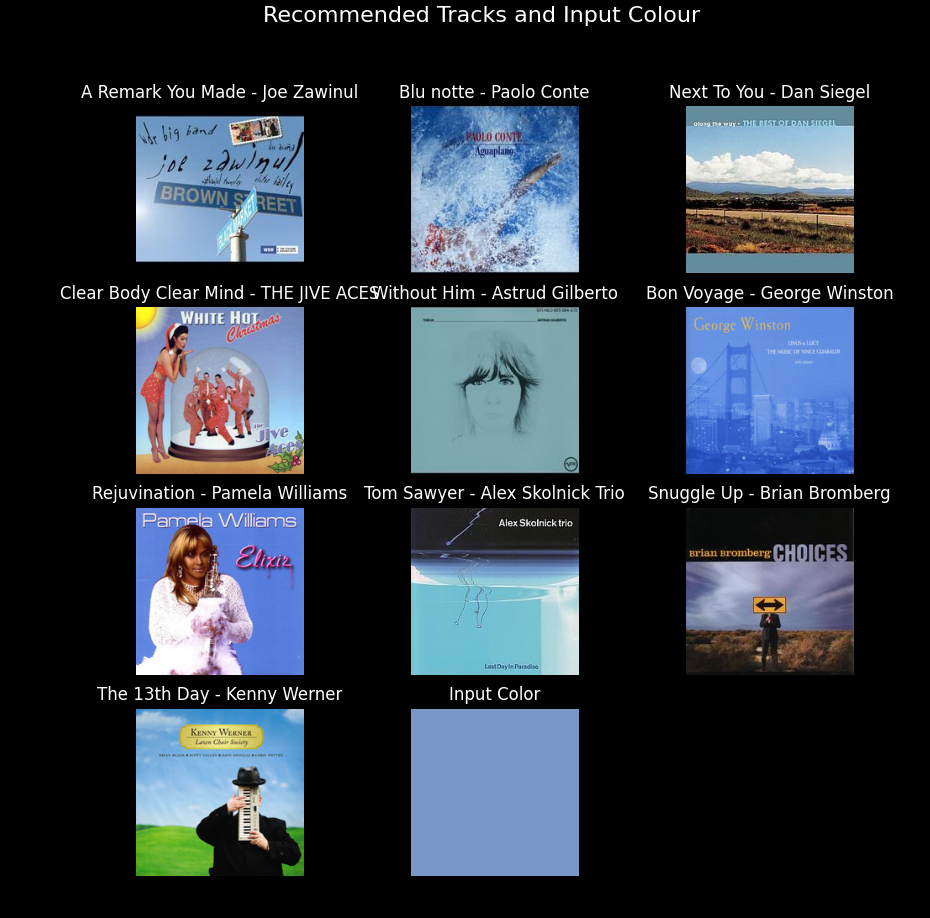 Recommended Tracks and Input Colour
A Remark You Made - Joe Zawinul
Blu notte - Paolo Conte
Next To You - Dan Siegel
wdr big band
joe zawinul
BROWN STREET
WDR
PAOLO CONTE
Aguaplano
along the way - THE BEST OF DAN SIEGEL
Clear Body Clear Mind - THE JIVE ACES
Without Him - Astrud Gilberto
Bon Voyage - George Winston
WHITE HOT
Christmas
The
Jive
Aces
ASTRUD GILBERTO
George Winston
LINUS & LUCY
THE MUSIC OF VINCE GUARALDI
Rejuvination - Pamela Williams
Tom Sawyer - Alex Skolnick Trio
Snuggle Up - Brian Bromberg
Pamela Williams
Elixir
Alex Skolnick trio
Last Day In Paradise
Brian Bromberg CHOICES
The 13th Day - Kenny Werner
Input Color
KENNY WERNER
Lawn Chair Society